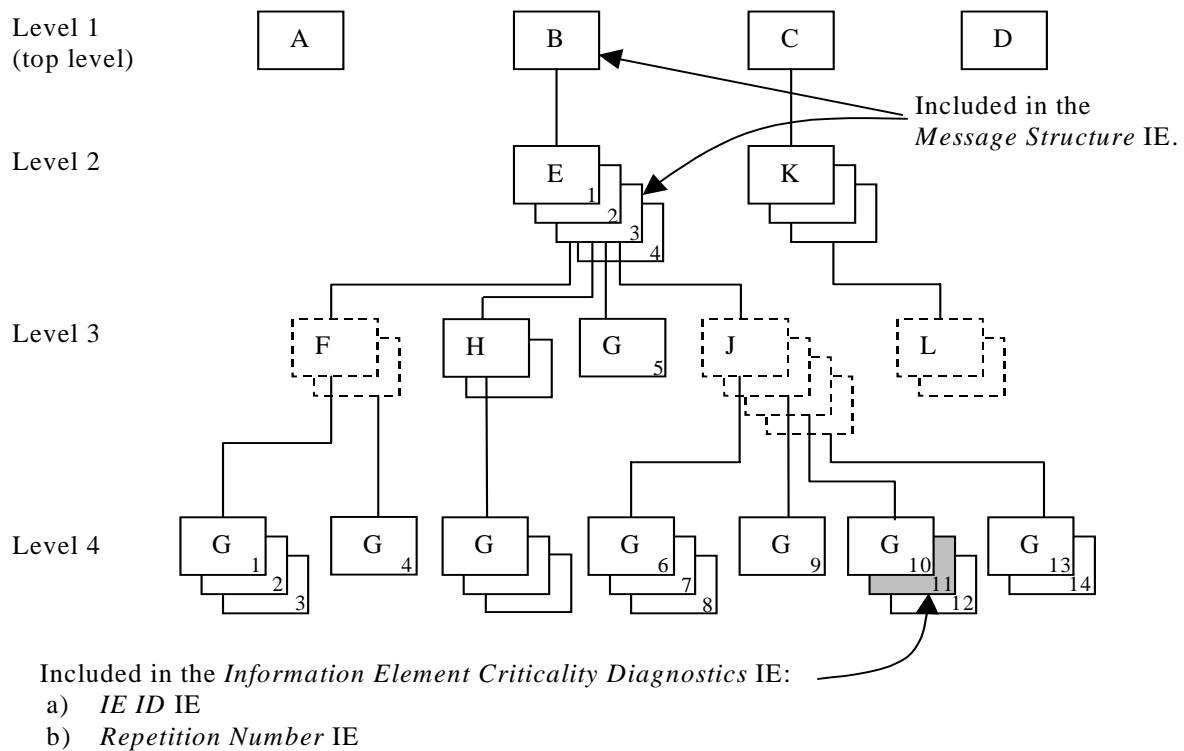 Level 1
(top level)
A
B
C
D
Included in the
Message Structure IE.
Level 2
E
1
2
3
4
K
Level 3
F
H
G
5
J
L
Level 4
G
1
2
3
G
4
G
G
6
7
8
G
9
G
10
11
12
G
13
14
Included in the Information Element Criticality Diagnostics IE:
a) IE ID IE
b) Repetition Number IE